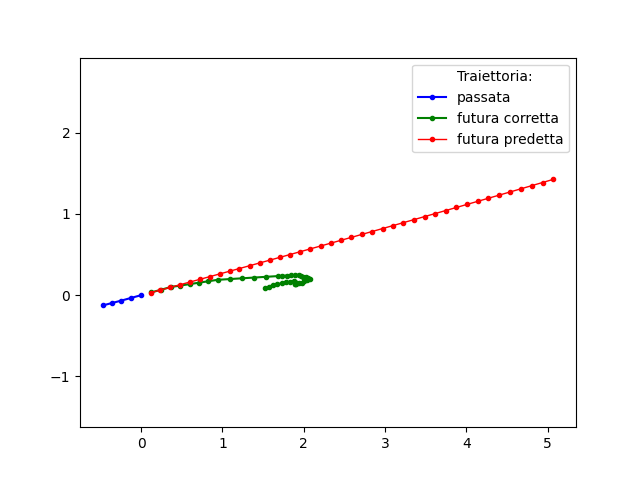 Traiettoria:
passata
futura corretta
futura predetta
2
1
0
−1
0 1 2 3 4 5